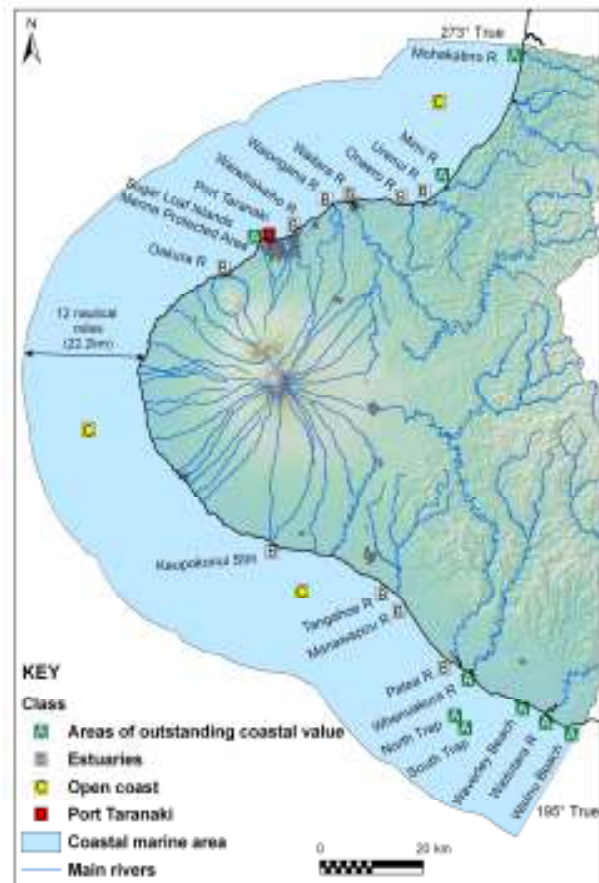 N
273° True
Mohakatino R
C
A
Mimi R
Urenui R
Onaero R
Waitara R
Waiongana R
Waiwhakaiho R
Port Taranaki
Sugar Loaf Islands
Marine Protected Area
Oakura R
A
B
B
B
B
B
B
A
12 nautical
miles
(22.2km)
C
Kaupokonui Stm
B
C
Tangahoe R
B
Manawapou R
B
Patea R
B
Whenuakura R
A
North Trap
A
South Trap
A
Waverley Beach
A
Waitotara R
A
Waiinu Beach
A
195° True
KEY
Class
A Areas of outstanding coastal value
B Estuaries
C Open coast
Port Taranaki
Coastal marine area
Main rivers
0 20 km